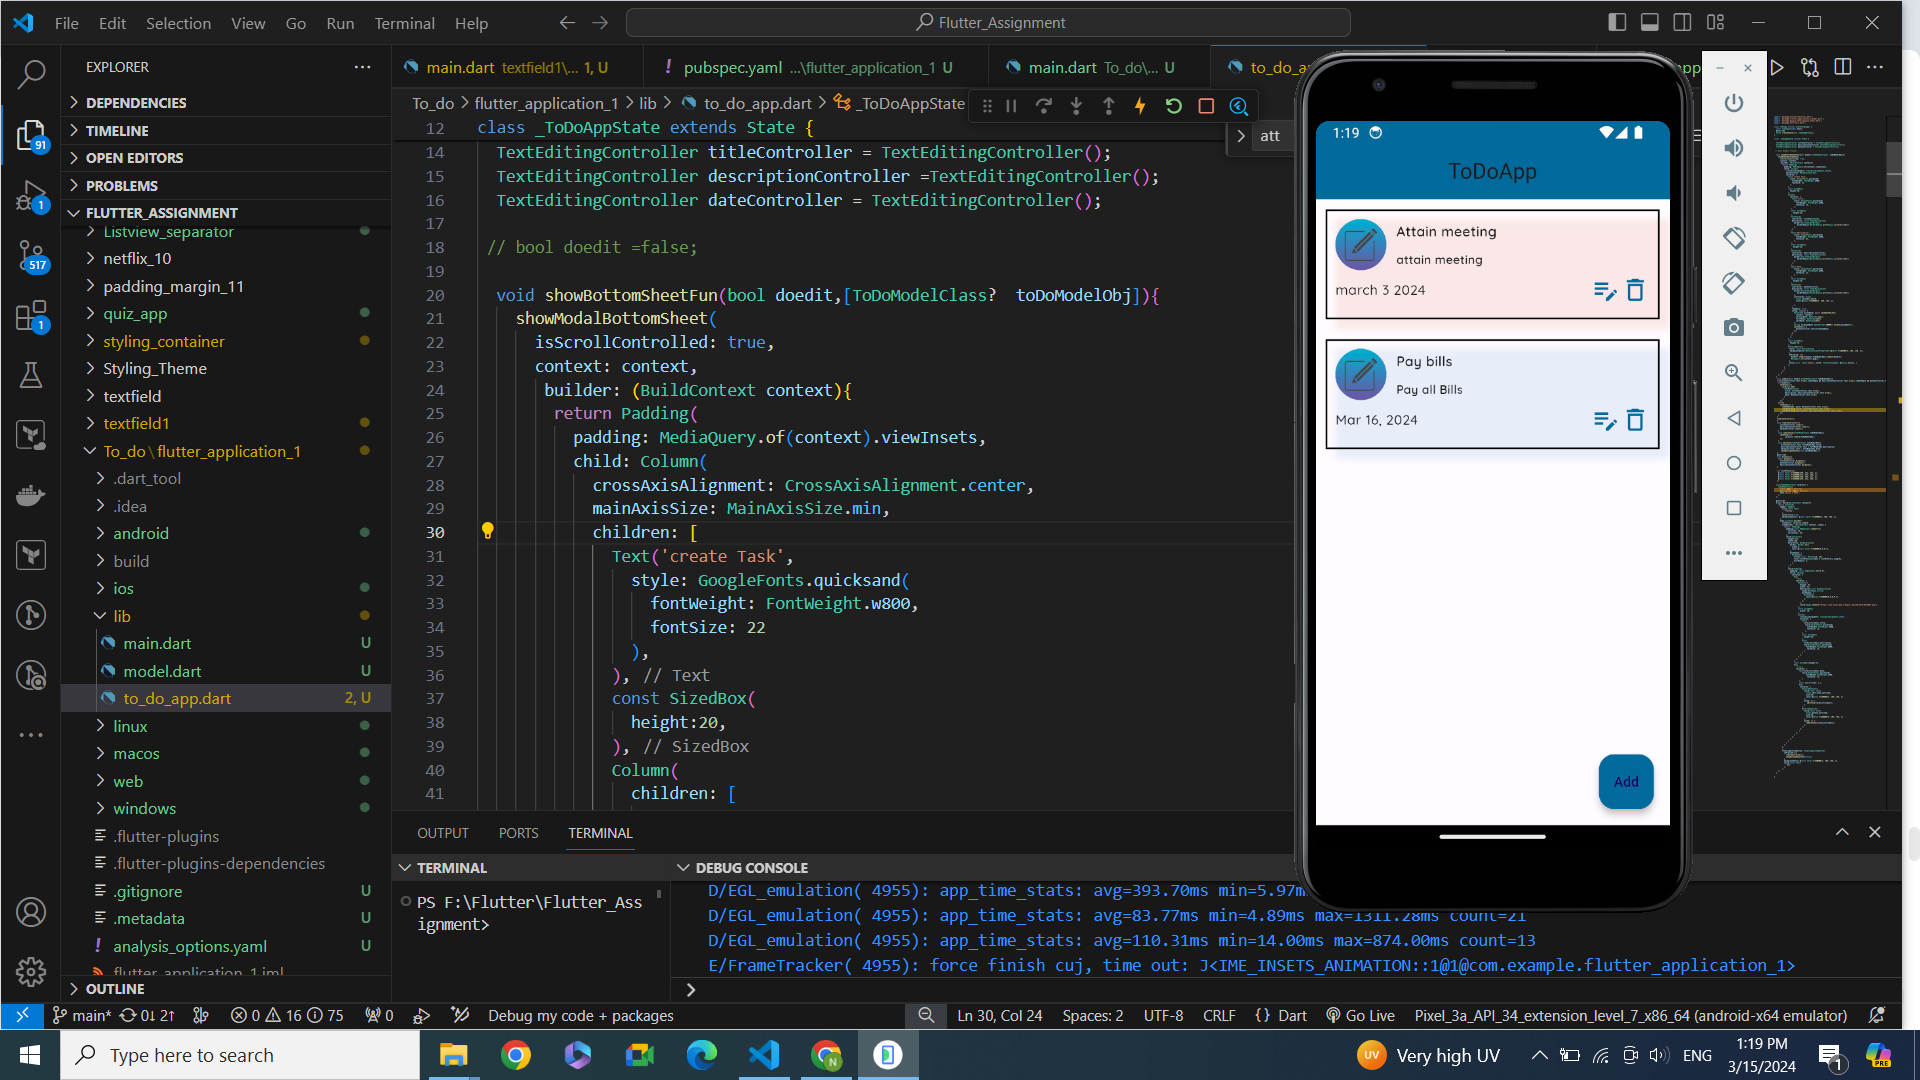 File Edit Selection View Go Run Terminal Help
Flutter_Assignment
EXPLORER
DEPENDENCIES
TIMELINE
OPEN EDITORS
PROBLEMS
FLUTTER_ASSIGNMENT
Listview_separator
netflix_10
padding_margin_11
quiz_app
styling_container
Styling_Theme
textfield
textfield1
To_do\flutter_application_1
.dart_tool
.idea
android
build
ios
lib
main.dart U
model.dart U
to_do_app.dart 2, U
linux
macos
web
windows
.flutter-plugins
.flutter-plugins-dependencies
.gitignore U
.metadata U
analysis_options.yaml U
flutter_application_1.iml
OUTLINE
91
1
517
1
main.dart textfield1\... 1, U
pubspec.yaml ...\flutter_application_1 U
main.dart To_do\... U
to_do_ap
app
To_do > flutter_application_1 > lib > to_do_app.dart > _ToDoAppState
att
12 class _ToDoAppState extends State {
14 TextEditingController titleController = TextEditingController();
15 TextEditingController descriptionController =TextEditingController();
16 TextEditingController dateController = TextEditingController();
17
18 // bool doedit =false;
19
20 void showBottomSheetFun(bool doedit,[ToDoModelClass?  toDoModelObj]){
21 showModalBottomSheet(
22 isScrollControlled: true,
23 context: context,
24 builder: (BuildContext context){
25 return Padding(
26 padding: MediaQuery.of(context).viewInsets,
27 child: Column(
28 crossAxisAlignment: CrossAxisAlignment.center,
29 mainAxisSize: MainAxisSize.min,
30 children: [
31 Text('create Task',
32 style: GoogleFonts.quicksand(
33 fontWeight: FontWeight.w800,
34 fontSize: 22
35 ),
36 ), // Text
37 const SizedBox(
38 height:20,
39 ), // SizedBox
40 Column(
41 children: [
1:19
ToDoApp
Attain meeting
attain meeting
march 3 2024
Pay bills
Pay all Bills
Mar 16, 2024
Add
OUTPUT PORTS TERMINAL
TERMINAL
PS F:\Flutter\Flutter_Ass
ignment>
DEBUG CONSOLE
D/EGL_emulation( 4955): app_time_stats: avg=393.70ms min=5.97m
D/EGL_emulation( 4955): app_time_stats: avg=83.77ms min=4.89ms max=1311.28ms count=21
D/EGL_emulation( 4955): app_time_stats: avg=110.31ms min=14.00ms max=874.00ms count=13
E/FrameTracker( 4955): force finish cuj, time out: J<IME_INSETS_ANIMATION::1@1@com.example.flutter_application_1>
main* 0↓ 2↑ 0 16 75 0 Debug my code + packages
Ln 30, Col 24 Spaces: 2 UTF-8 CRLF {} Dart Go Live Pixel_3a_API_34_extension_level_7_x86_64 (android-x64 emulator)
Type here to search
N
UV Very high UV
ENG
1:19 PM
3/15/2024
1
PRE